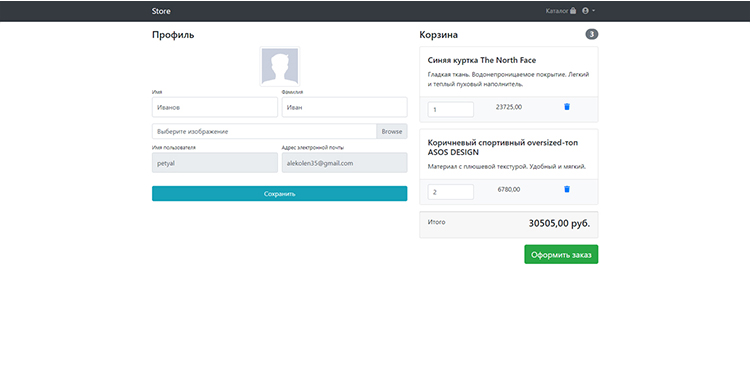 Store
Каталог
Профиль
Имя
Фамилия
Иванов
Иван
Выберите изображение
Browse
Имя пользователя
Адрес электронной почты
petyal
alekolen35@gmail.com
Сохранить
Корзина
3
Синяя куртка The North Face
Гладкая ткань. Водонепроницаемое покрытие. Легкий
и теплый пуховый наполнитель.
1
23725,00
Коричневый спортивный oversized-топ
ASOS DESIGN
Материал с плюшевой текстурой. Удобный и мягкий.
2
6780,00
Итого
30505,00 руб.
Оформить заказ